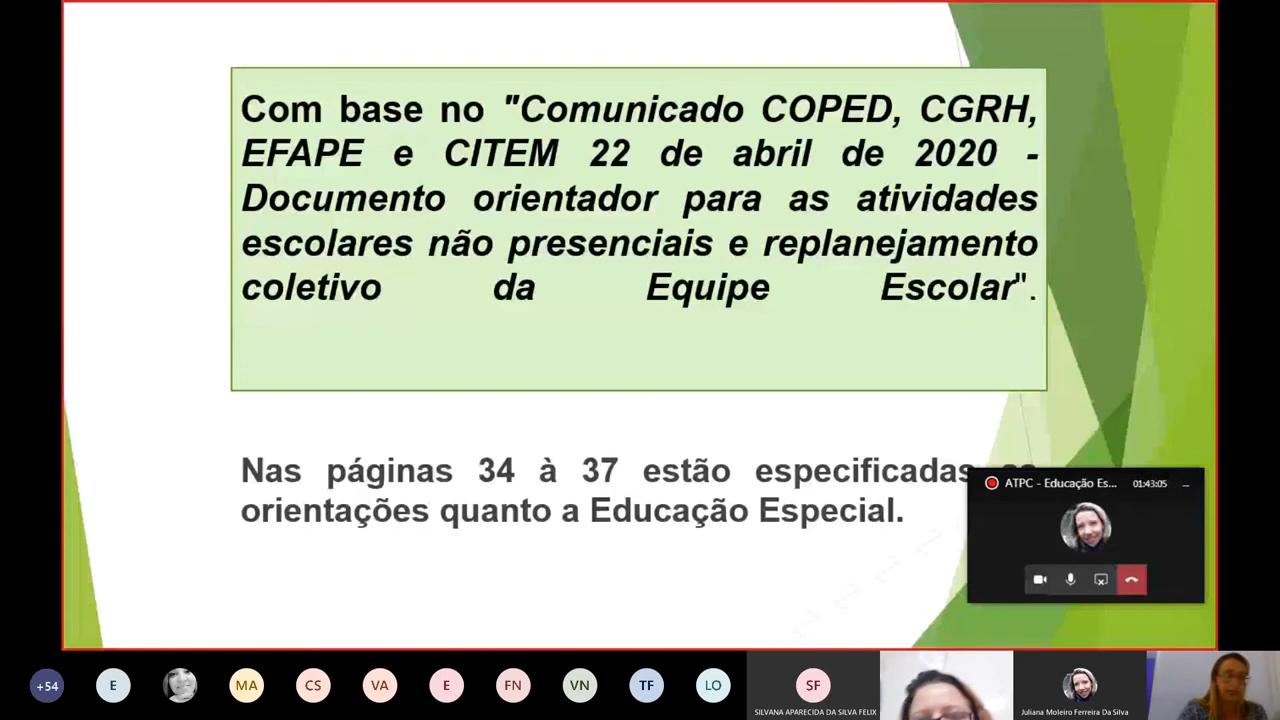 Com base no "Comunicado COPED, CGRH,
EFAPE e CITEM 22 de abril de 2020 -
Documento orientador para as atividades
escolares não presenciais e replanejamento
coletivo da Equipe Escolar".
Nas páginas 34 à 37 estão especificadas
orientações quanto a Educação Especial.
ATPC - Educação Es... 01:43:05
+54 E MA CS VA E FN VN TF LO SF
SILVANA APARECIDA DA SILVA FELIX
Juliana Moleiro Ferreira Da Silva